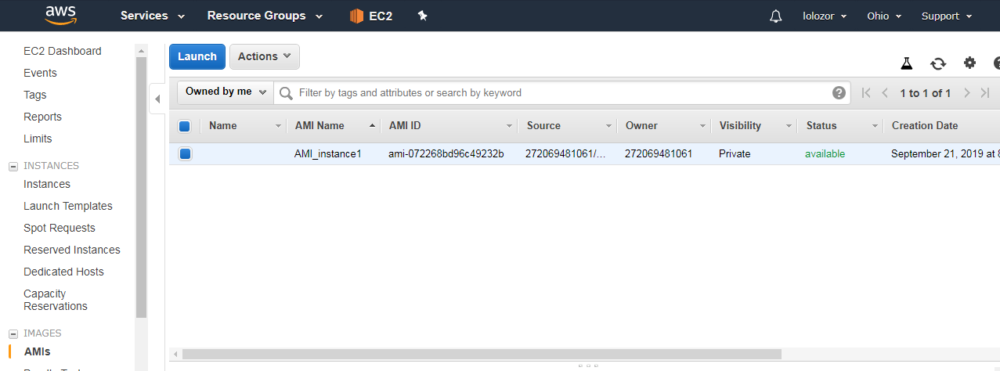 aws Services Resource Groups EC2 lolozor Ohio Support
EC2 Dashboard
Events
Tags
Reports
Limits
INSTANCES
Instances
Launch Templates
Spot Requests
Reserved Instances
Dedicated Hosts
Capacity
Reservations
IMAGES
AMIs
Launch Actions
Owned by me Filter by tags and attributes or search by keyword ? 1 to 1 of 1
Name AMI Name AMI ID Source Owner Visibility Status Creation Date
AMI_instance1 ami-072268bd96c49232b 272069481061/... 272069481061 Private available September 21, 2019 at